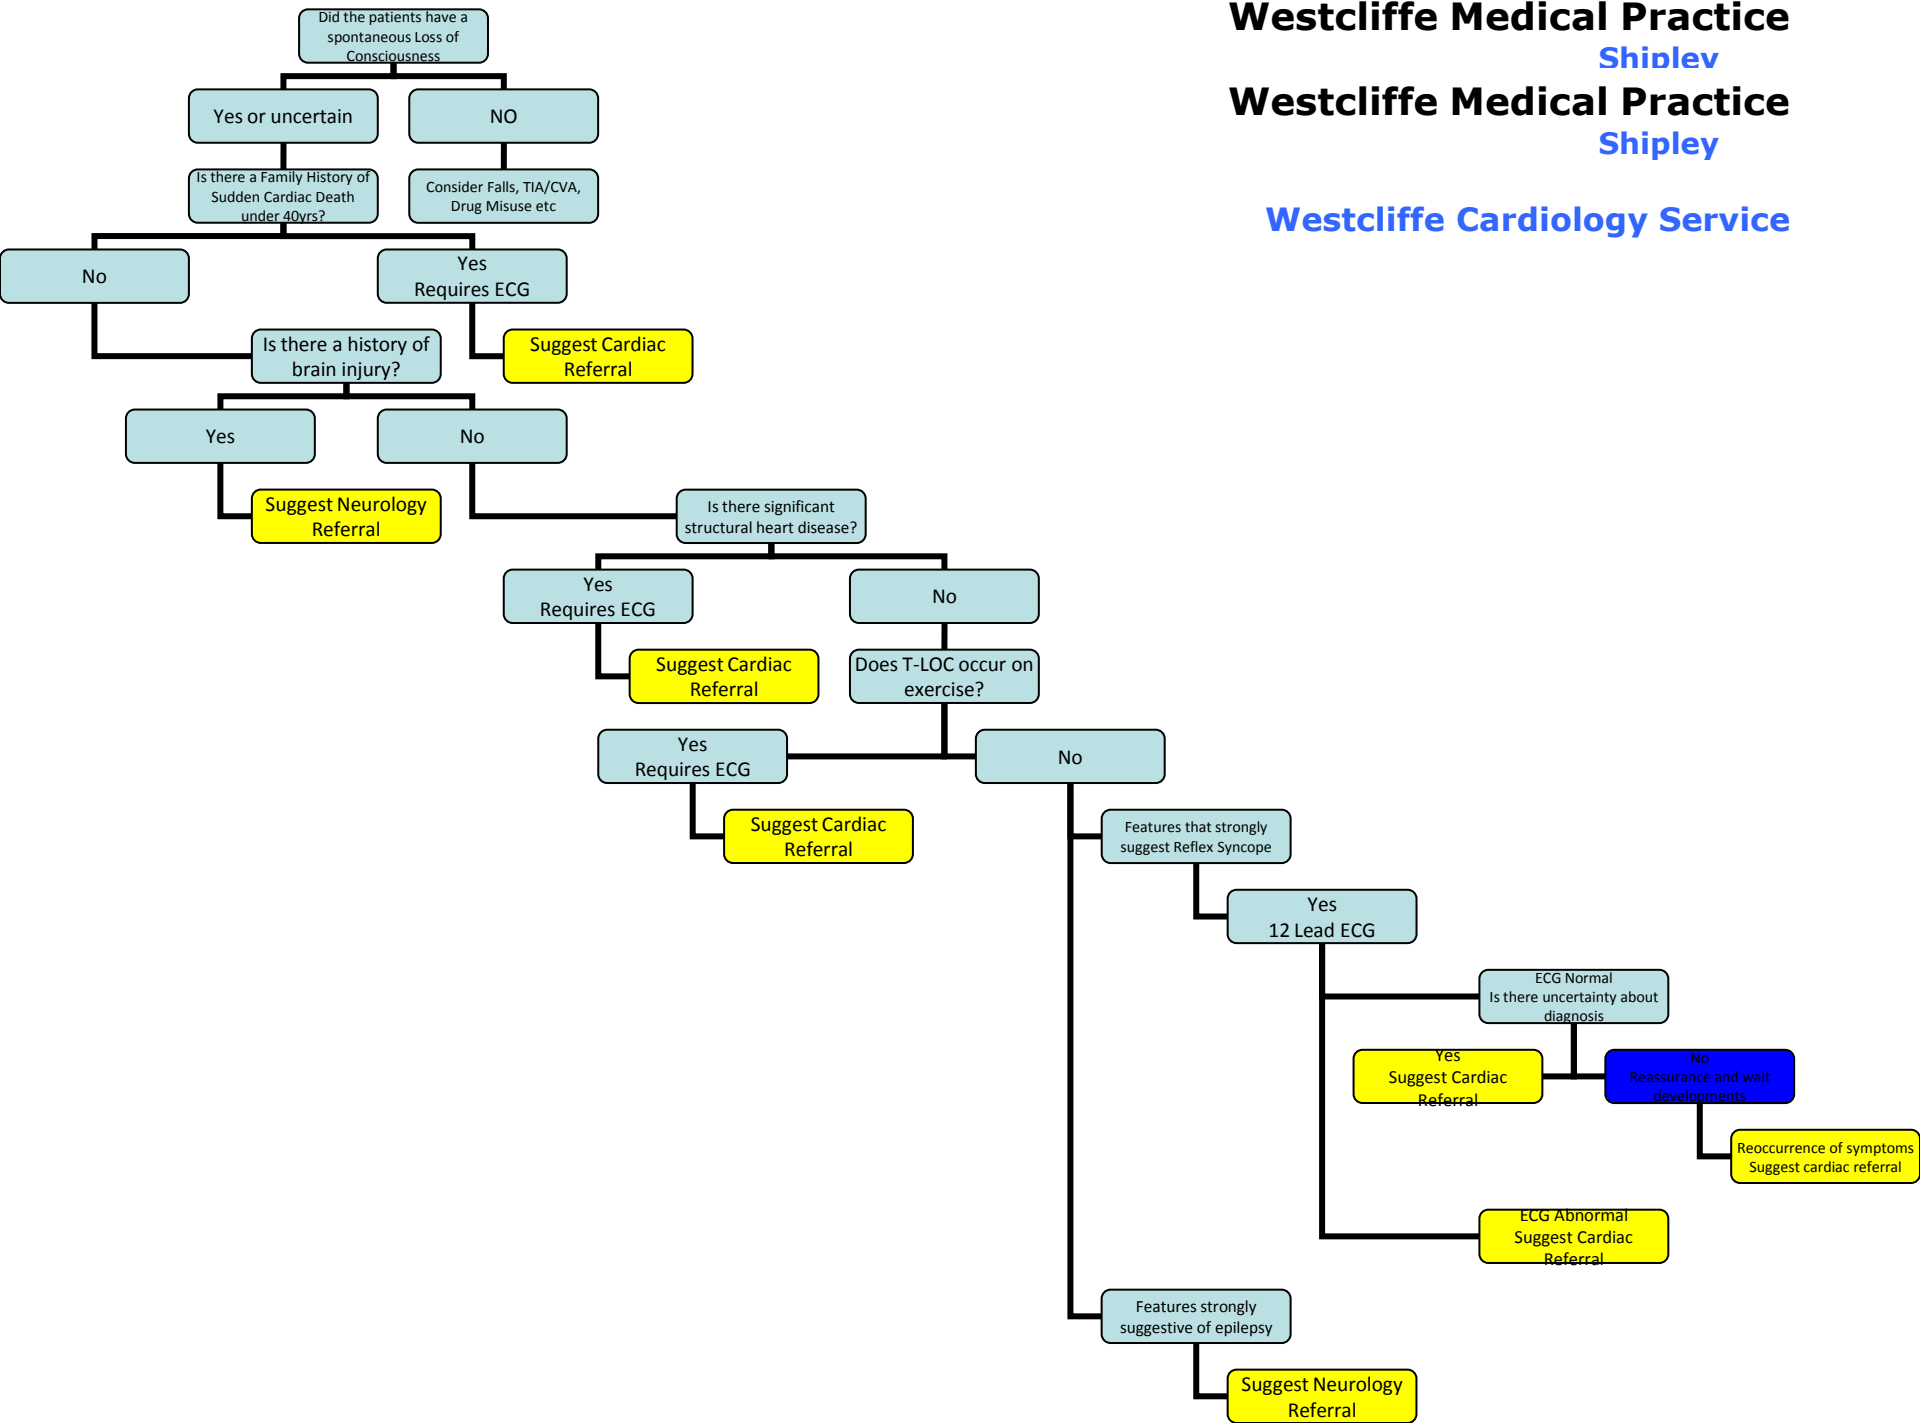 Westcliffe Medical Practice
Shipley
Westcliffe Medical Practice
Shipley
Westcliffe Cardiology Service
Did the patients have a
spontaneous Loss of
Consciousness
Yes or uncertain
NO
Is there a Family History of
Sudden Cardiac Death
under 40yrs?
Consider Falls, TIA/CVA,
Drug Misuse etc
No
Yes
Requires ECG
Is there a history of
brain injury?
Suggest Cardiac
Referral
Yes
No
Suggest Neurology
Referral
Is there significant
structural heart disease?
Yes
Requires ECG
No
Suggest Cardiac
Referral
Does T-LOC occur on
exercise?
Yes
Requires ECG
No
Suggest Cardiac
Referral
Features that strongly
suggest Reflex Syncope
Yes
12 Lead ECG
ECG Normal
Is there uncertainty about
diagnosis
Yes
Suggest Cardiac
Referral
No
Reassurance and wait
developments
Reoccurrence of symptoms
Suggest cardiac referral
ECG Abnormal
Suggest Cardiac
Referral
Features strongly
suggestive of epilepsy
Suggest Neurology
Referral